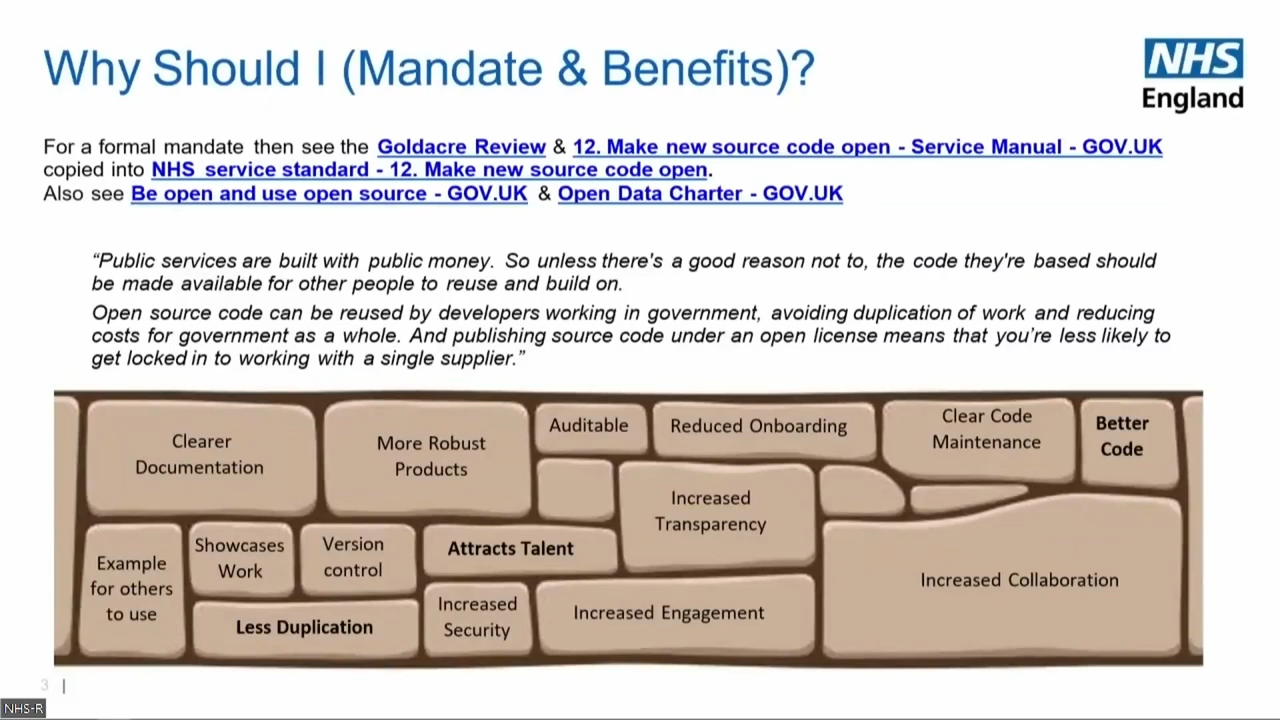 Why Should I (Mandate & Benefits)?
NHS
England
For a formal mandate then see the Goldacre Review & 12. Make new source code open - Service Manual - GOV.UK
copied into NHS service standard - 12. Make new source code open.
Also see Be open and use open source - GOV.UK & Open Data Charter - GOV.UK
“Public services are built with public money. So unless there's a good reason not to, the code they're based should
be made available for other people to reuse and build on.
Open source code can be reused by developers working in government, avoiding duplication of work and reducing
costs for government as a whole. And publishing source code under an open license means that you’re less likely to
get locked in to working with a single supplier.”
Clearer
Documentation
More Robust
Products
Auditable
Reduced Onboarding
Clear Code
Maintenance
Better
Code
Increased
Transparency
Example
for others
to use
Showcases
Work
Version
control
Attracts Talent
Less Duplication
Increased
Security
Increased Engagement
Increased Collaboration
3 |
NHS-R